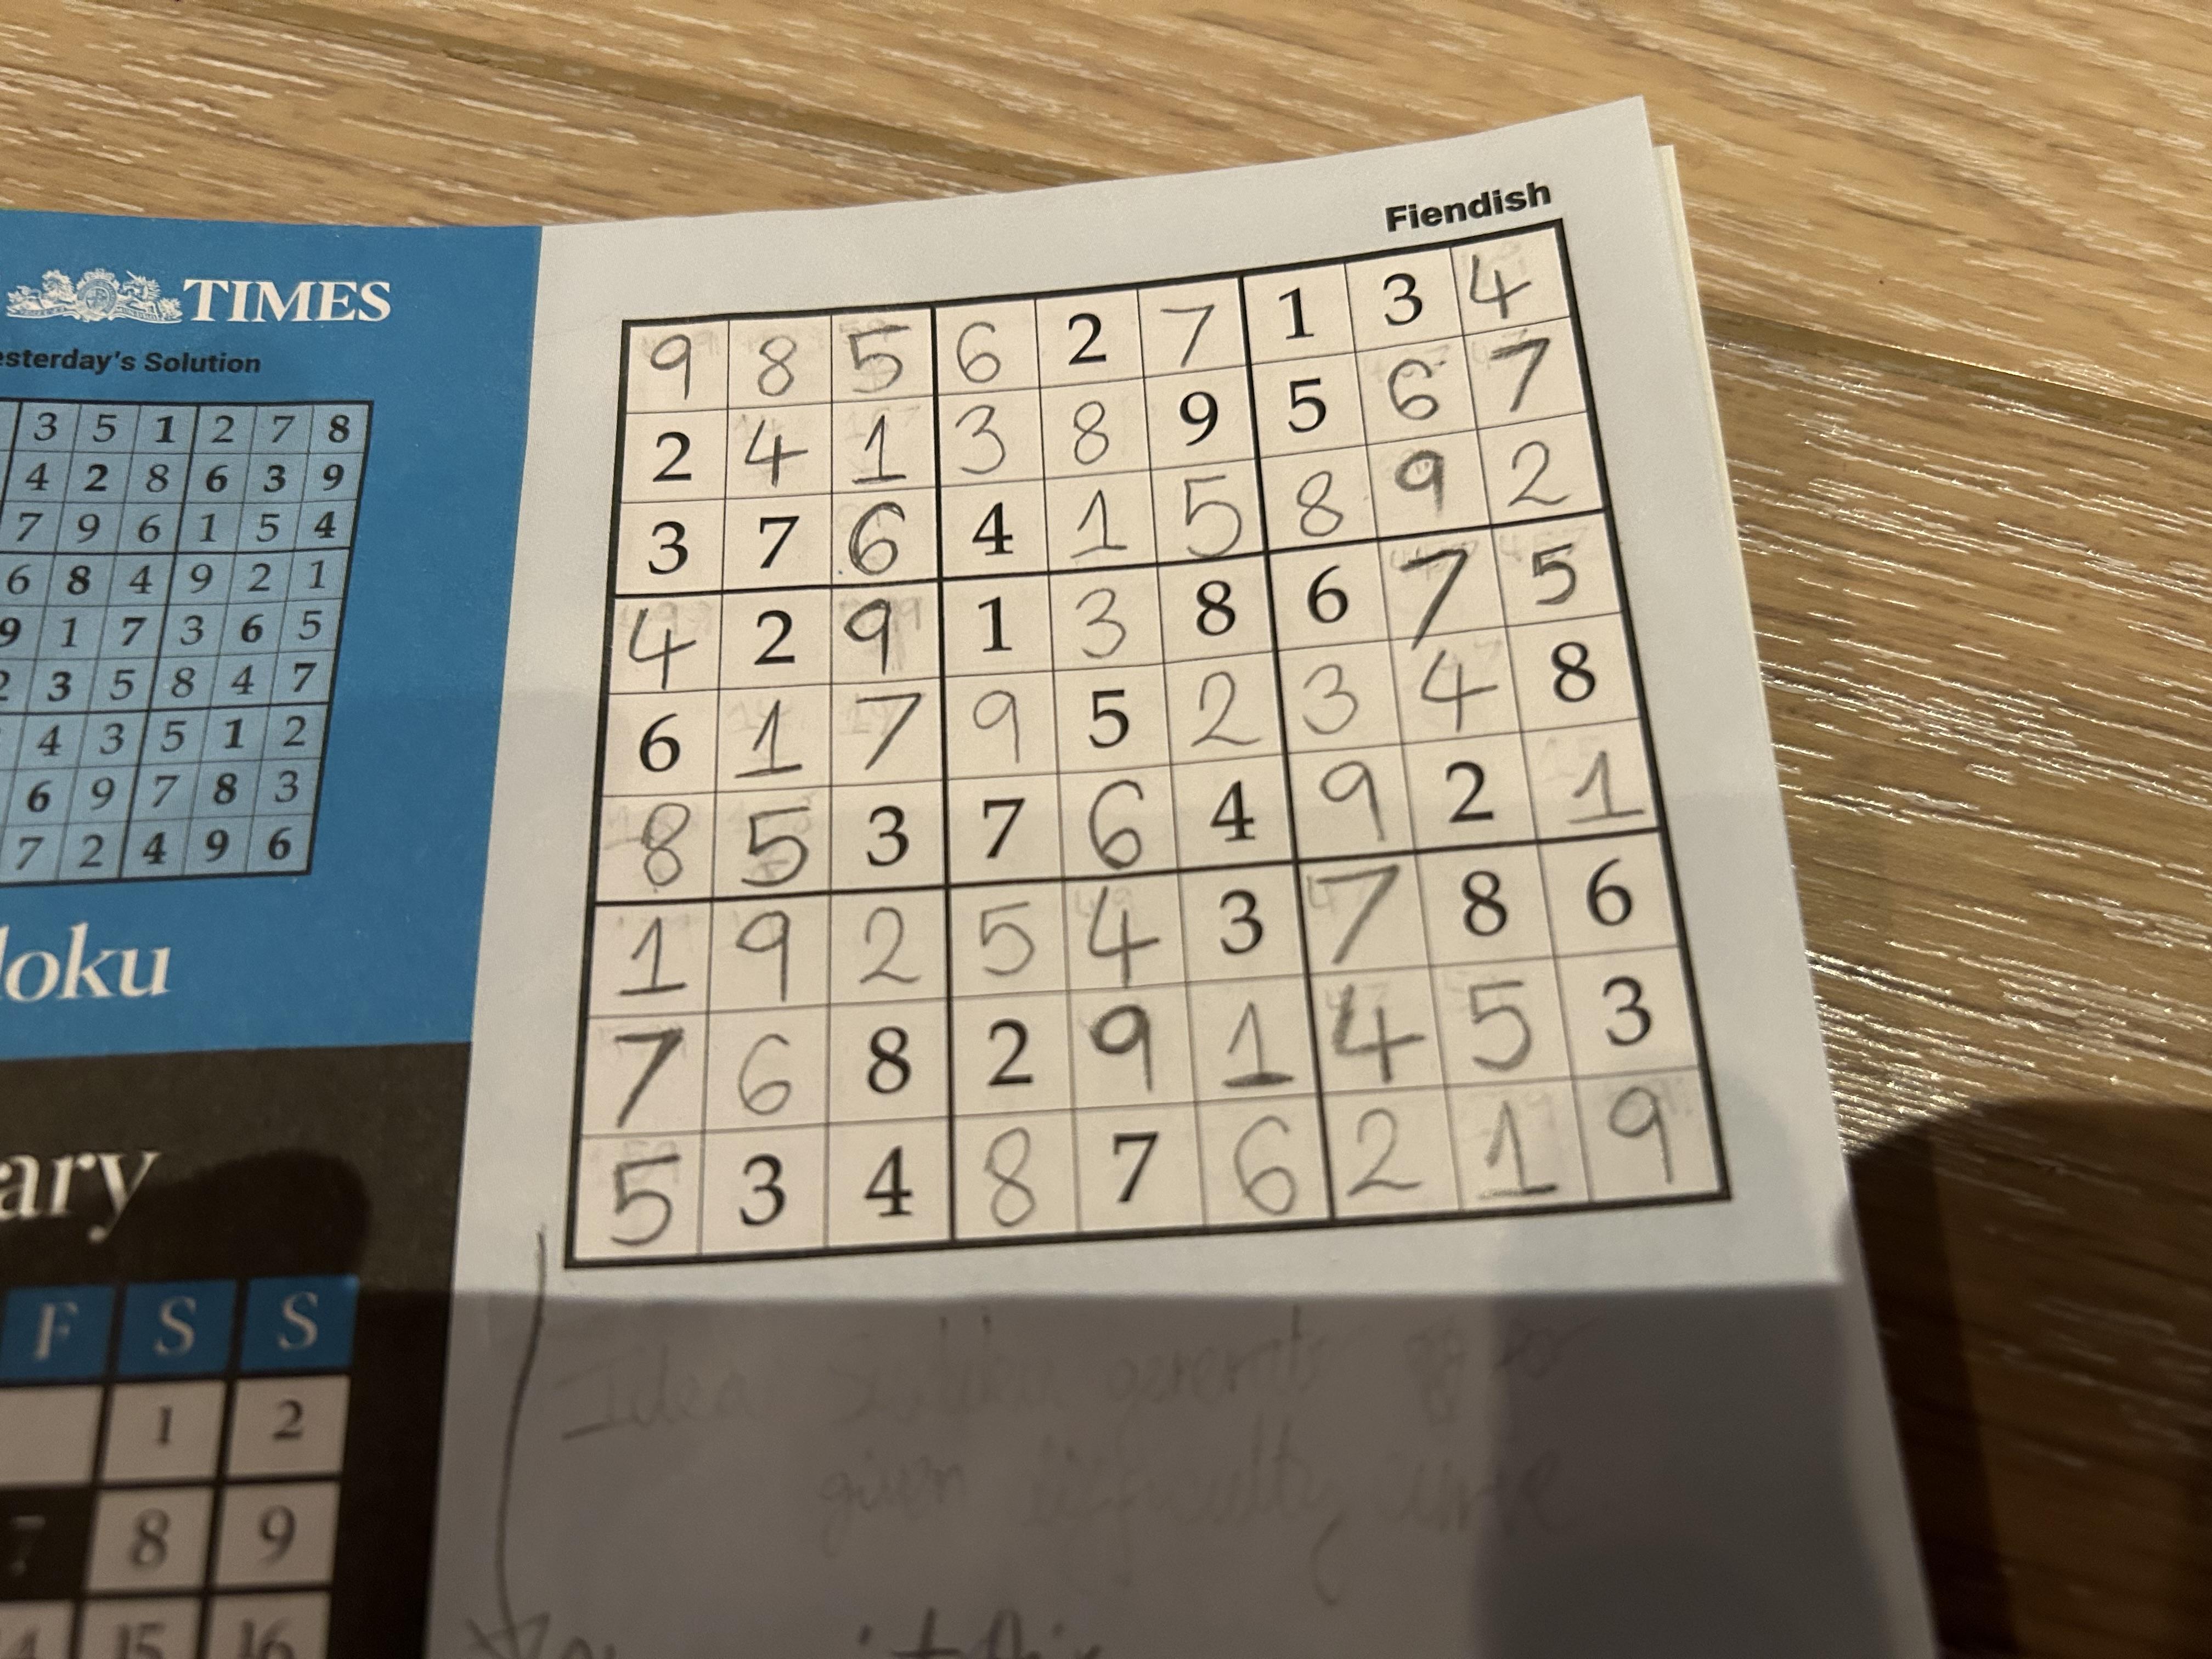 TIMES
esterday's Solution
3 5 1 2 7 8
4 2 8 6 3 9
7 9 6 1 5 4
6 8 4 9 2 1
9 1 7 3 6 5
2 3 5 8 4 7
4 3 5 1 2
6 9 7 8 3
7 2 4 9 6
loku
ary
F S S
1 2
7 8 9
14 15 16
Fiendish
9 8 5 6 2 7 1 3 4
2 4 1 3 8 9 5 6 7
3 7 6 4 1 5 8 9 2
4 2 9 1 3 8 6 7 5
6 1 7 9 5 2 3 4 8
8 5 3 7 6 4 9 2 1
1 9 2 5 4 3 7 8 6
7 6 8 2 9 1 4 5 3
5 3 4 8 7 6 2 1 9
Idea
given difficulty